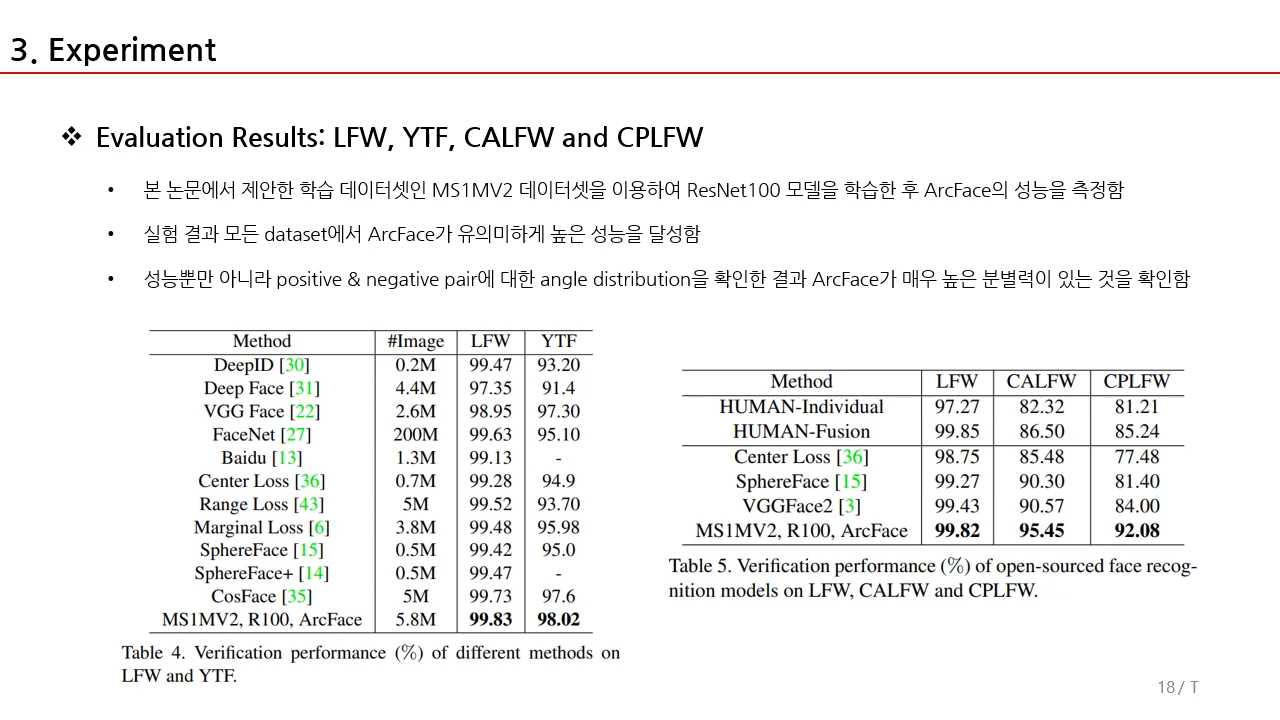 3. Experiment
❖ Evaluation Results: LFW, YTF, CALFW and CPLFW
• 본 논문에서 제안한 학습 데이터셋인 MS1MV2 데이터셋을 이용하여 ResNet100 모델을 학습한 후 ArcFace의 성능을 측정함
• 실험 결과 모든 dataset에서 ArcFace가 유의미하게 높은 성능을 달성함
• 성능뿐만 아니라 positive & negative pair에 대한 angle distribution을 확인한 결과 ArcFace가 매우 높은 분별력이 있는 것을 확인함
Method #Image LFW YTF
DeepID [30] 0.2M 99.47 93.20
Deep Face [31] 4.4M 97.35 91.4
VGG Face [22] 2.6M 98.95 97.30
FaceNet [27] 200M 99.63 95.10
Baidu [13] 1.3M 99.13 -
Center Loss [36] 0.7M 99.28 94.9
Range Loss [43] 5M 99.52 93.70
Marginal Loss [6] 3.8M 99.48 95.98
SphereFace [15] 0.5M 99.42 95.0
SphereFace+ [14] 0.5M 99.47 -
CosFace [35] 5M 99.73 97.6
MS1MV2, R100, ArcFace 5.8M 99.83 98.02
Table 4. Verification performance (%) of different methods on
LFW and YTF.
Method LFW CALFW CPLFW
HUMAN-Individual 97.27 82.32 81.21
HUMAN-Fusion 99.85 86.50 85.24
Center Loss [36] 98.75 85.48 77.48
SphereFace [15] 99.27 90.30 81.40
VGGFace2 [3] 99.43 90.57 84.00
MS1MV2, R100, ArcFace 99.82 95.45 92.08
Table 5. Verification performance (%) of open-sourced face recog-
nition models on LFW, CALFW and CPLFW.
18 / T